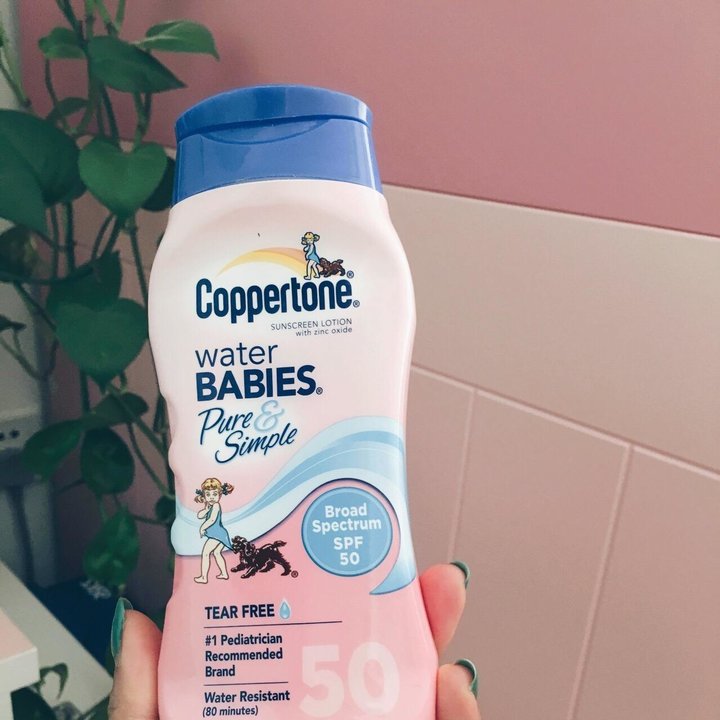 Coppertone®
SUNSCREEN LOTION
with zinc oxide
water
BABIES®
Pure &
Simple
Broad
Spectrum
SPF
50
TEAR FREE
#1 Pediatrician
Recommended
Brand
Water Resistant
(80 minutes)
50